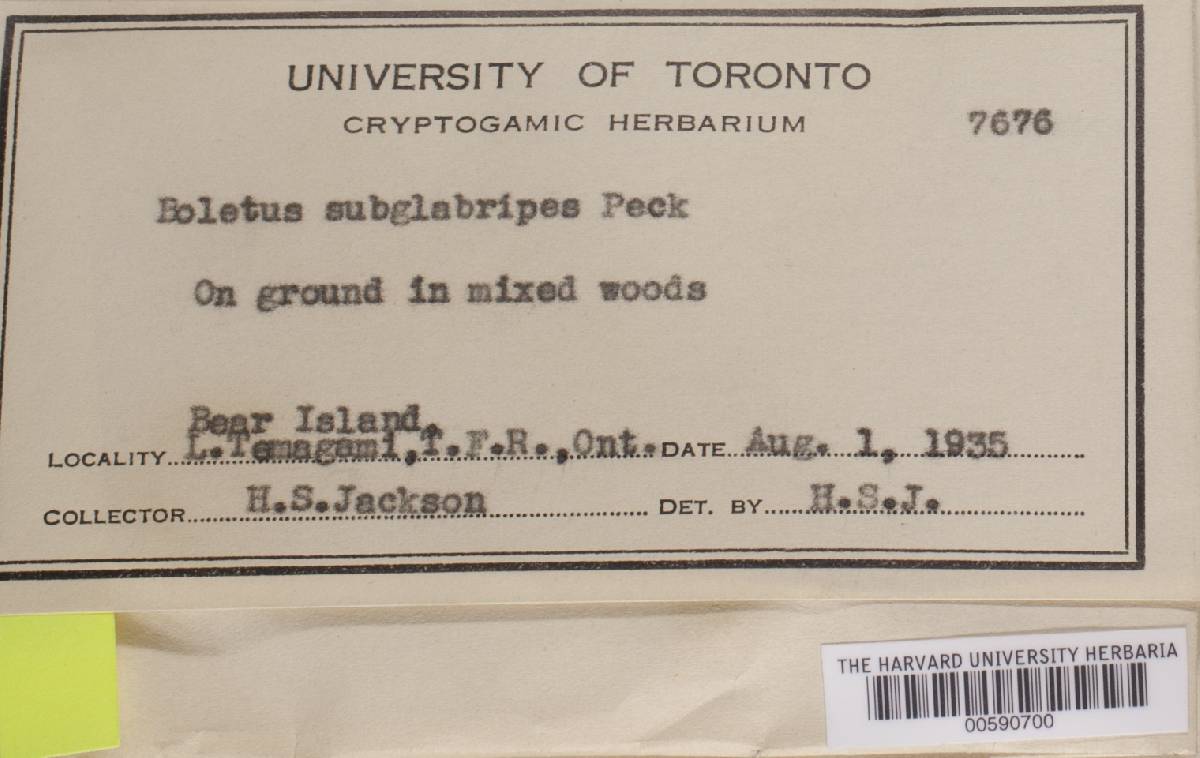 UNIVERSITY OF TORONTO
CRYPTOGAMIC HERBARIUM
7676
Boletus subglabripes Peck
On ground in mixed woods
Bear Island,
LOCALITY L.Temagami,T.F.R.,Ont. DATE Aug. 1, 1935
COLLECTOR H.S.Jackson DET. BY H.S.J.
THE HARVARD UNIVERSITY HERBARIA
00590700